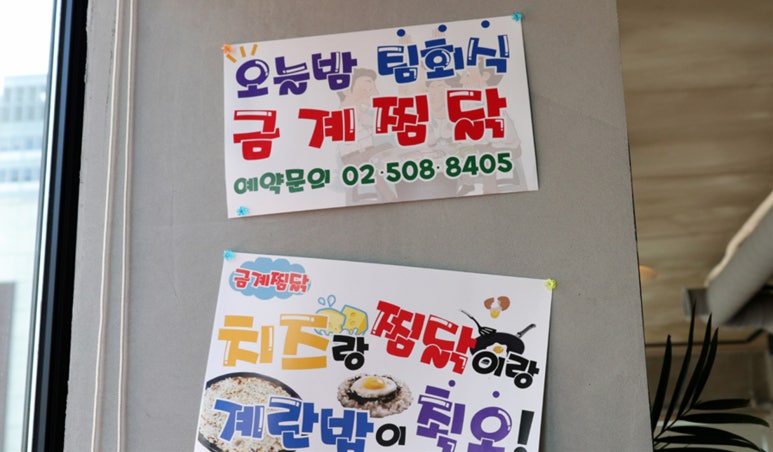 오늘밤 팀회식
금계찜닭
예약문의 02·508·8405
금계찜닭
치즈랑 찜닭이랑
계란밥이 최오!